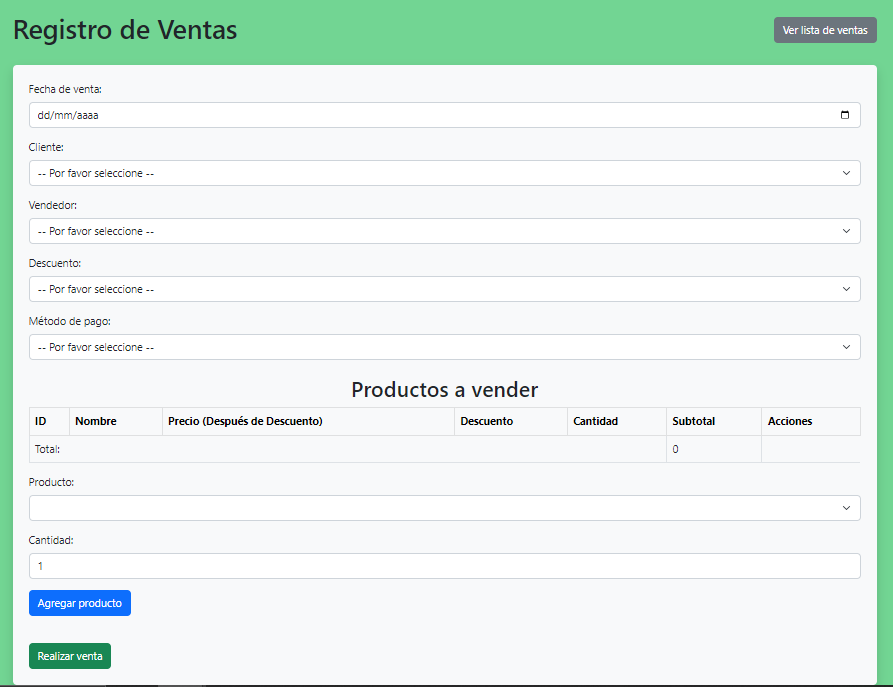 Registro de Ventas
Ver lista de ventas
Fecha de venta:
dd/mm/aaaa
Cliente:
-- Por favor seleccione --
Vendedor:
-- Por favor seleccione --
Descuento:
-- Por favor seleccione --
Método de pago:
-- Por favor seleccione --
Productos a vender
ID Nombre Precio (Después de Descuento) Descuento Cantidad Subtotal Acciones
Total: 0
Producto:
Cantidad:
1
Agregar producto
Realizar venta